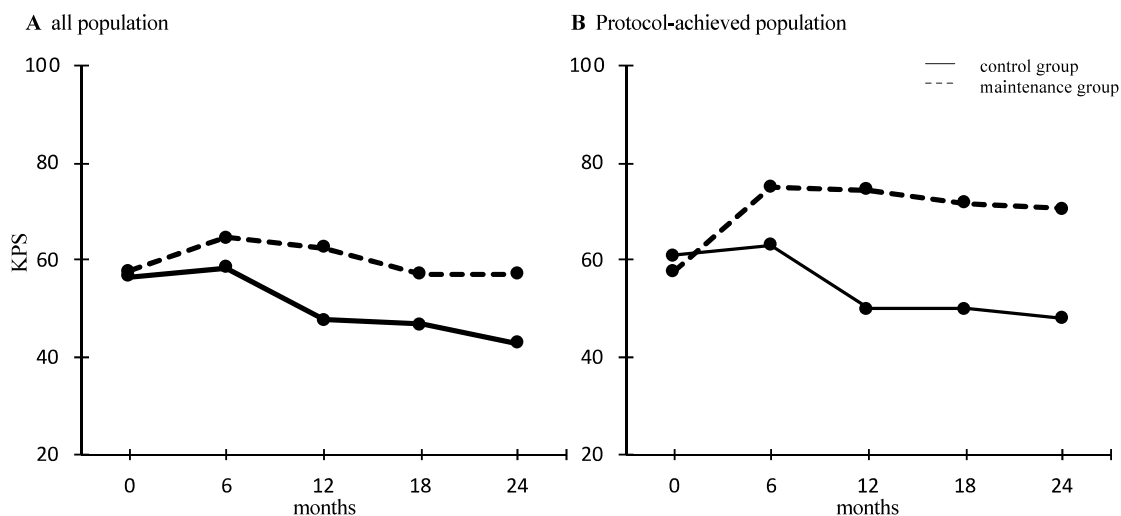 A all population
100
80
60
40
20
KPS
0 6 12 18 24
months
B Protocol-achieved population
control group
maintenance group
100
80
60
40
20
0 6 12 18 24
months